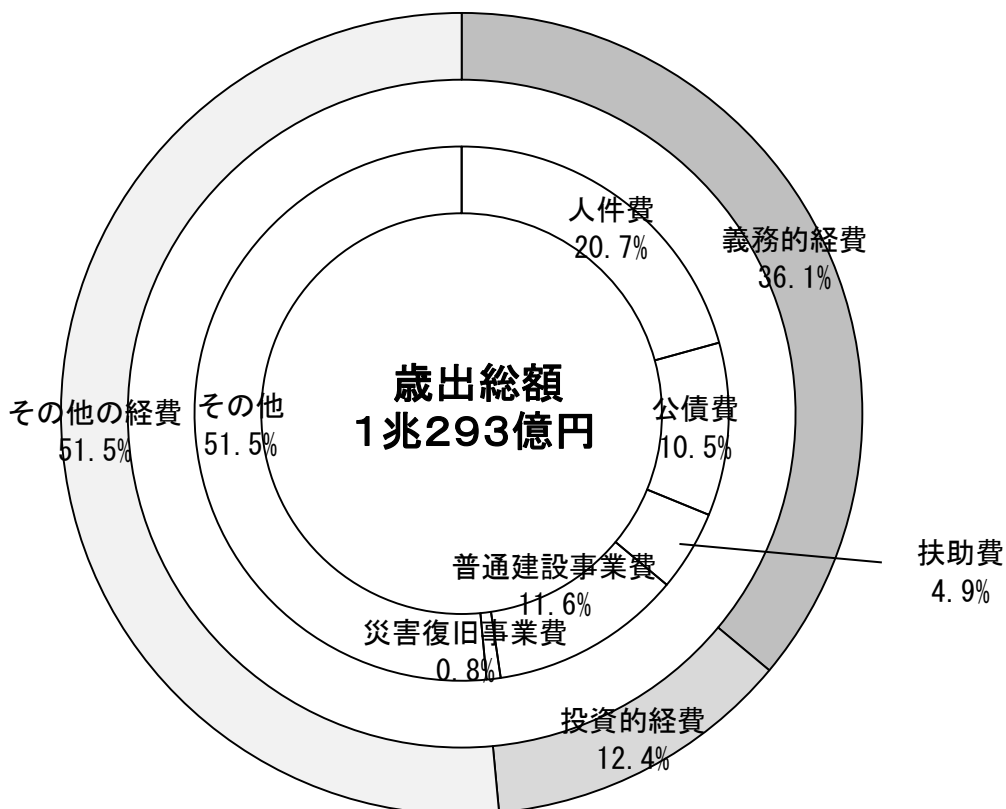 人件費
20.7%
義務的経費
36.1%
歳出総額
1兆293億円
その他の経費
51.5%
その他
51.5%
公債費
10.5%
扶助費
4.9%
普通建設事業費
11.6%
災害復旧事業費
0.8%
投資的経費
12.4%